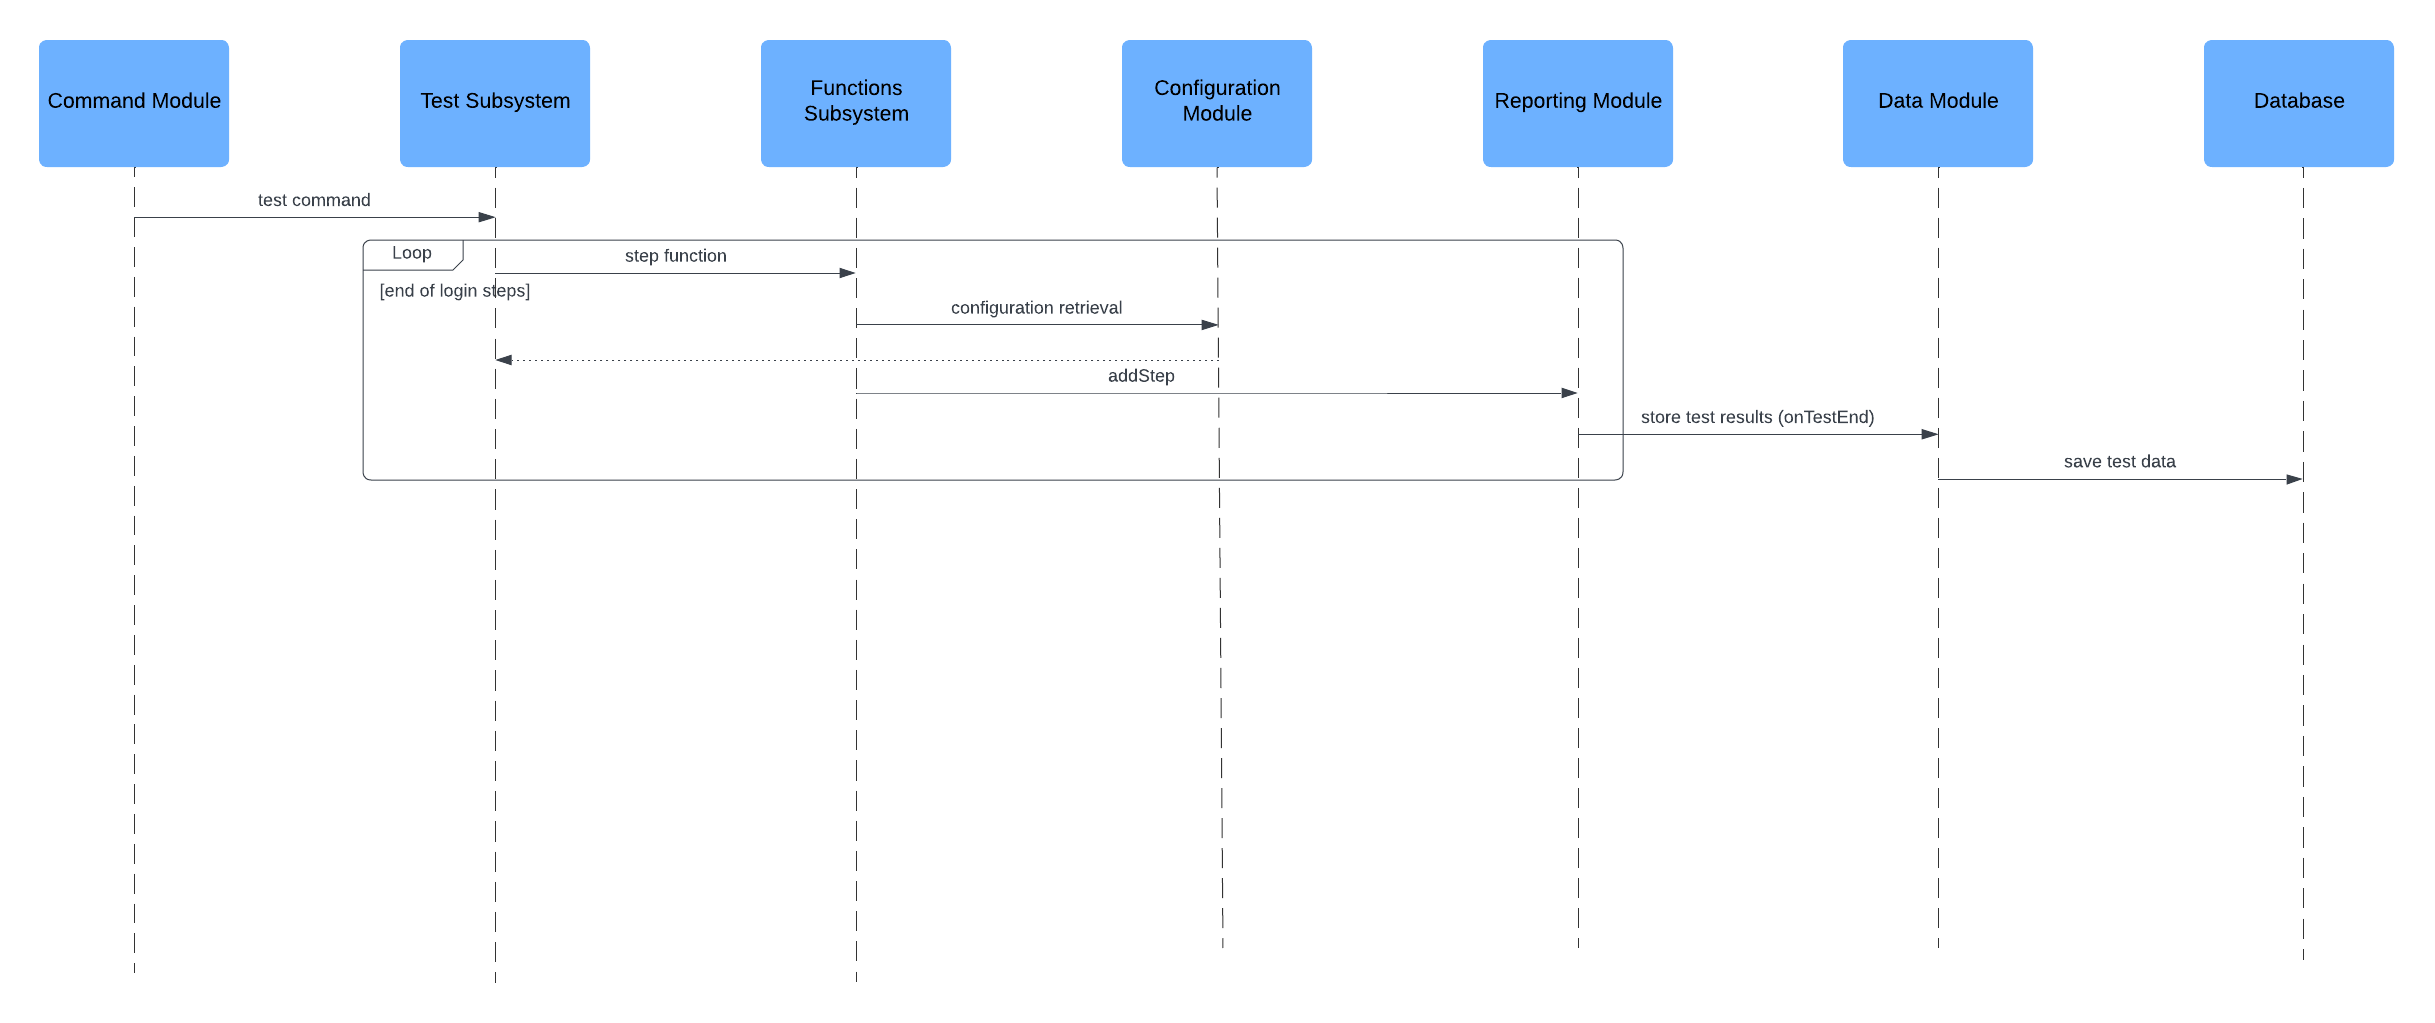 Command Module
Test Subsystem
Functions
Subsystem
Configuration
Module
Reporting Module
Data Module
Database
test command
Loop
step function
[end of login steps]
configuration retrieval
addStep
store test results (onTestEnd)
save test data